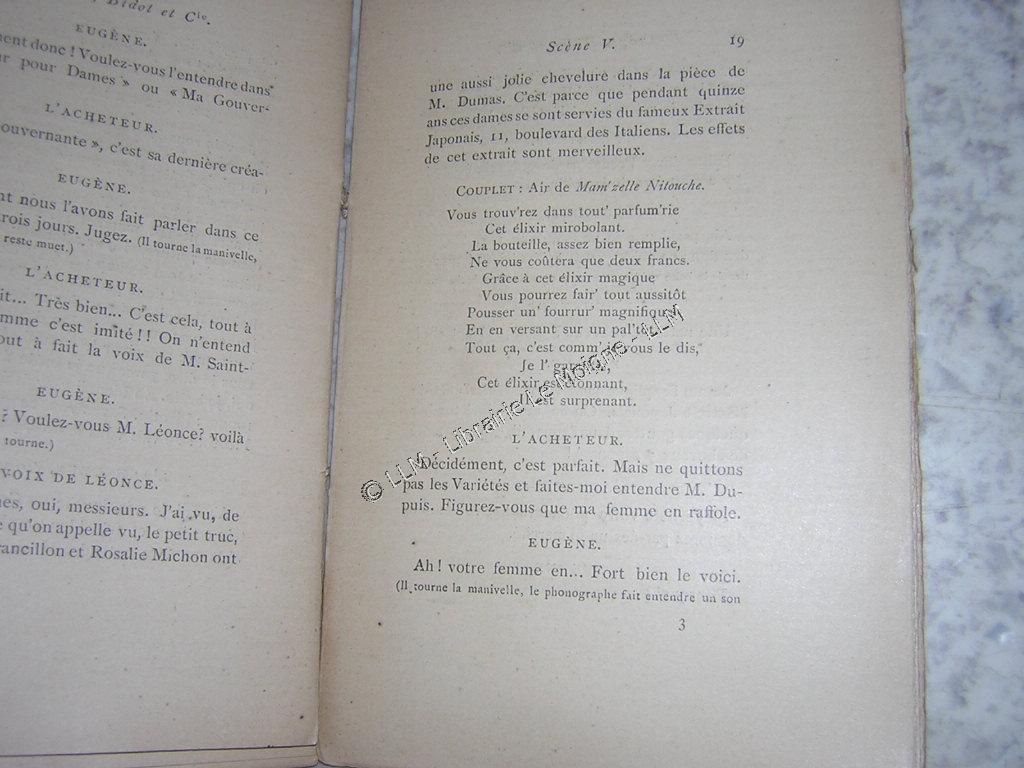 Bidot et Cie.
EUGÈNE.
ment donc ! Voulez-vous l'entendre dans
pour Dames » ou « Ma Gouver-
L'ACHETEUR.
ouvernante », c'est sa dernière créa-
EUGÈNE.
nt nous l'avons fait parler dans ce
rois jours. Jugez. (Il tourne la manivelle,
reste muet.)
L'ACHETEUR.
it... Très bien... C'est cela, tout à
mme c'est imité !! On n'entend
out à fait la voix de M. Saint-
EUGÈNE.
? Voulez-vous M. Léonce? voilà
tourne.)
VOIX DE LÉONCE.
es, oui, messieurs. J'ai vu, de
qu'on appelle vu, le petit truc,
rancillon et Rosalie Michon ont
Scène V. 19
une aussi jolie chevelure dans la pièce de
M. Dumas. C'est parce que pendant quinze
ans ces dames se sont servies du fameux Extrait
Japonais, 11, boulevard des Italiens. Les effets
de cet extrait sont merveilleux.
COUPLET : Air de Mam'zelle Nitouche.
Vous trouv'rez dans tout' parfum'rie
Cet élixir mirobolant.
La bouteille, assez bien remplie,
Ne vous coûtera que deux francs.
Grâce à cet élixir magique
Vous pourrez fair' tout aussitôt
Pousser un' fourrur' magnifique
En en versant sur un pal'tot
Tout ça, c'est comm' j' vous le dis,
Je l'
Cet élixir est étonnant,
Il est surprenant.
L'ACHETEUR.
Décidément, c'est parfait. Mais ne quittons
pas les Variétés et faites-moi entendre M. Du-
puis. Figurez-vous que ma femme en raffole.
EUGÈNE.
Ah ! votre femme en... Fort bien le voici.
(Il tourne la manivelle, le phonographe fait entendre un son
3
© LLM - Librairie Le Moigne - LLM